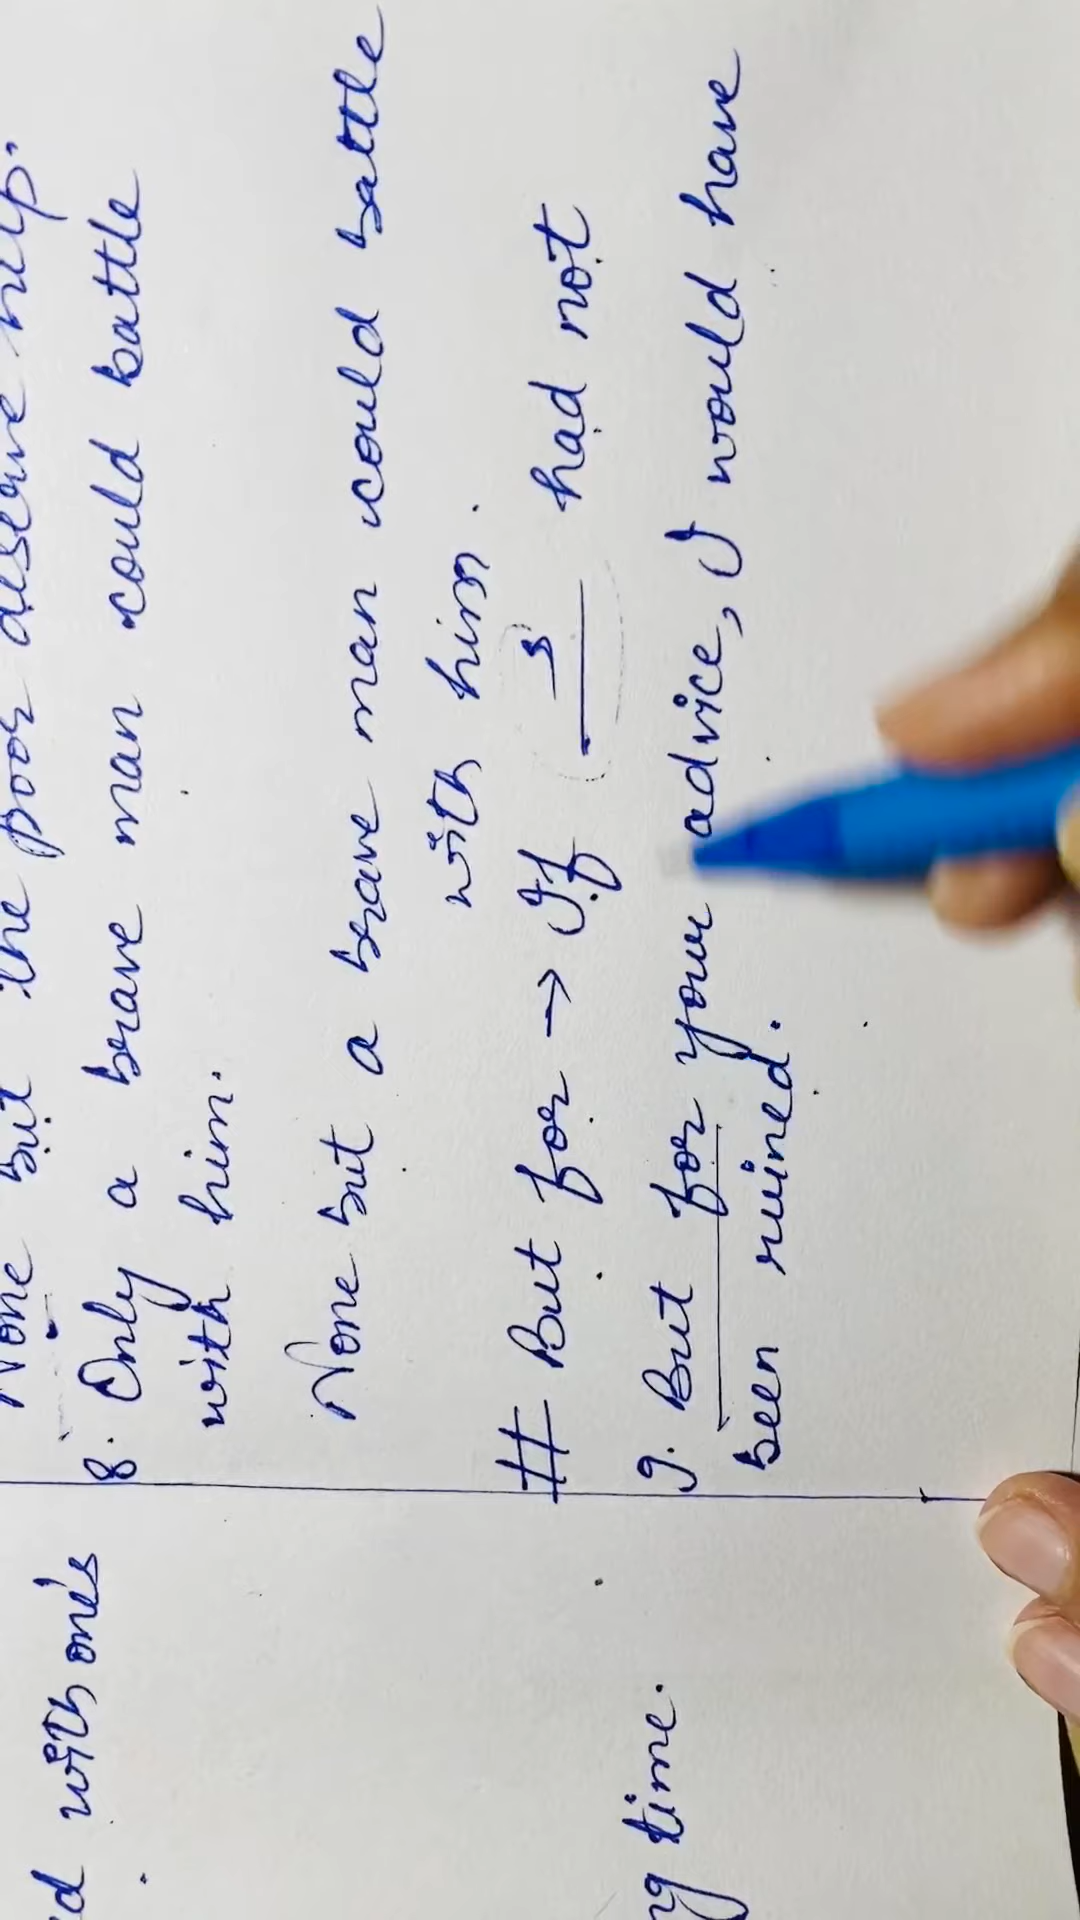 None but the poor deserve help.
8. Only a brave man could battle
with him.
None but a brave man could battle
with him.
# But for → If ___ s had not
9. But for your advice, I would have
been ruined.
with one's
time.